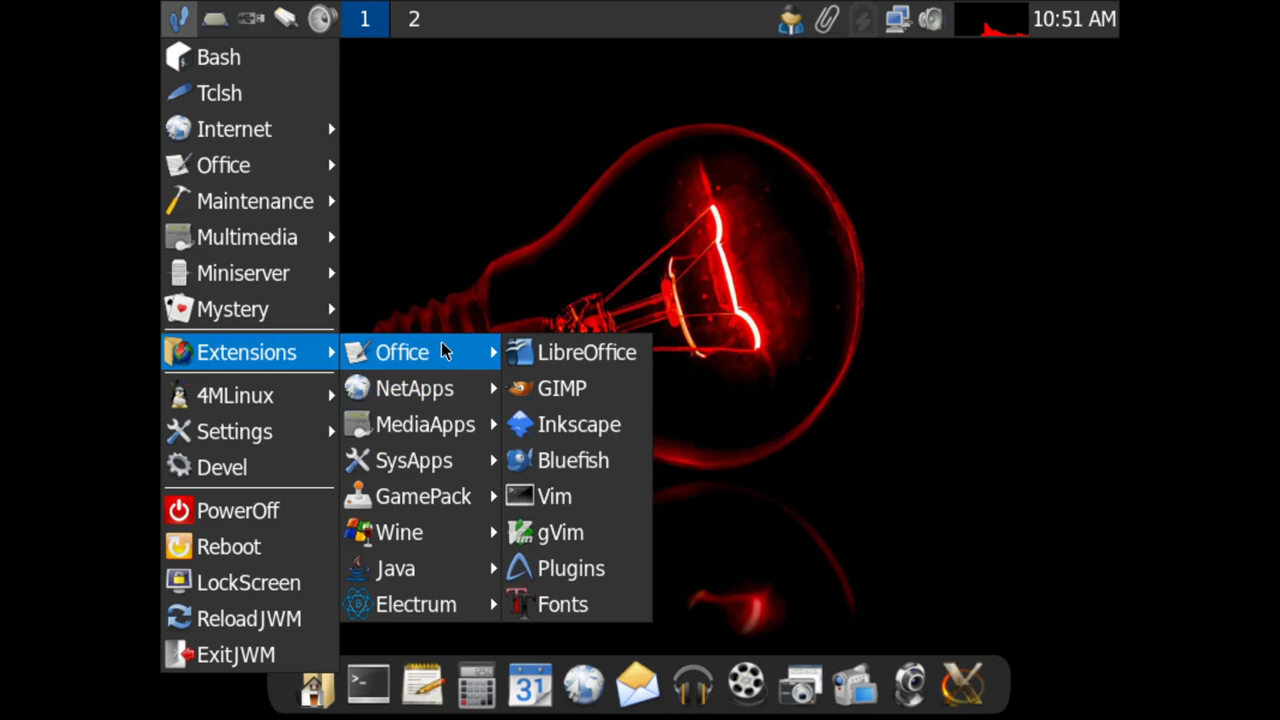 1 2 10:51 AM
Bash
Tclsh
Internet
Office
Maintenance
Multimedia
Miniserver
Mystery
Extensions
4MLinux
Settings
Devel
PowerOff
Reboot
LockScreen
ReloadJWM
ExitJWM
Office
NetApps
MediaApps
SysApps
GamePack
Wine
Java
Electrum
LibreOffice
GIMP
Inkscape
Bluefish
Vim
gVim
Plugins
Fonts
31